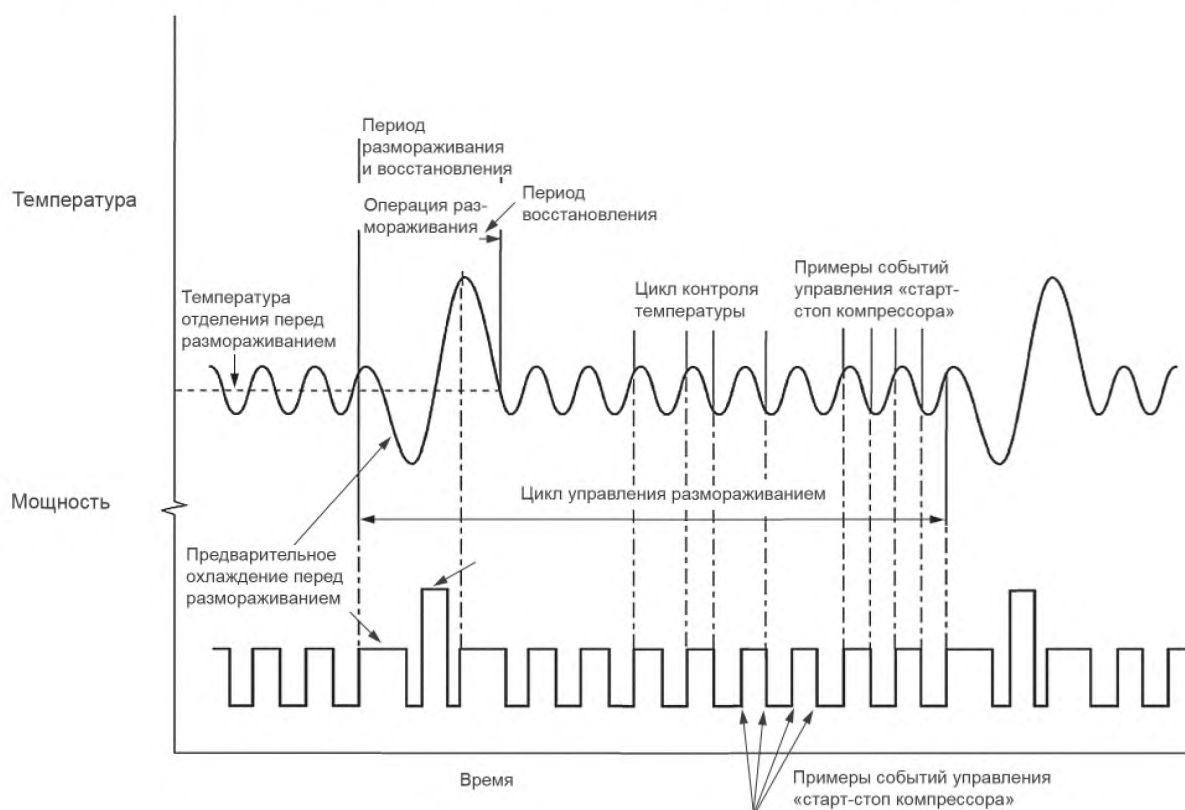 Период
размораживания
и восстановления
Температура
Операция раз-
мораживания
Период
восстановления
Температура
отделения перед
размораживанием
Цикл контроля
температуры
Примеры событий
управления «старт-
стоп компрессора»
Мощность
Цикл управления размораживанием
Предварительное
охлаждение перед
размораживанием
Время
Примеры событий управления
«старт-стоп компрессора»